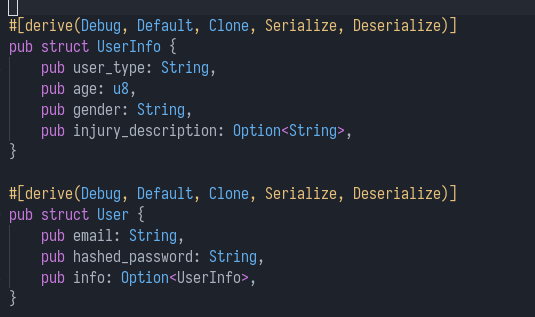 #[derive(Debug, Default, Clone, Serialize, Deserialize)]
pub struct UserInfo {
    pub user_type: String,
    pub age: u8,
    pub gender: String,
    pub injury_description: Option<String>,
}

#[derive(Debug, Default, Clone, Serialize, Deserialize)]
pub struct User {
    pub email: String,
    pub hashed_password: String,
    pub info: Option<UserInfo>,
}